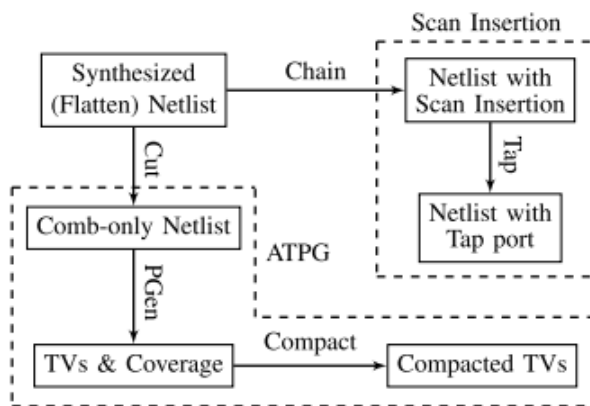 Scan Insertion
Synthesized
(Flatten) Netlist
Chain
Netlist with
Scan Insertion
Cut
Tap
Comb-only Netlist
Netlist with
Tap port
ATPG
PGen
TVs & Coverage
Compact
Compacted TVs